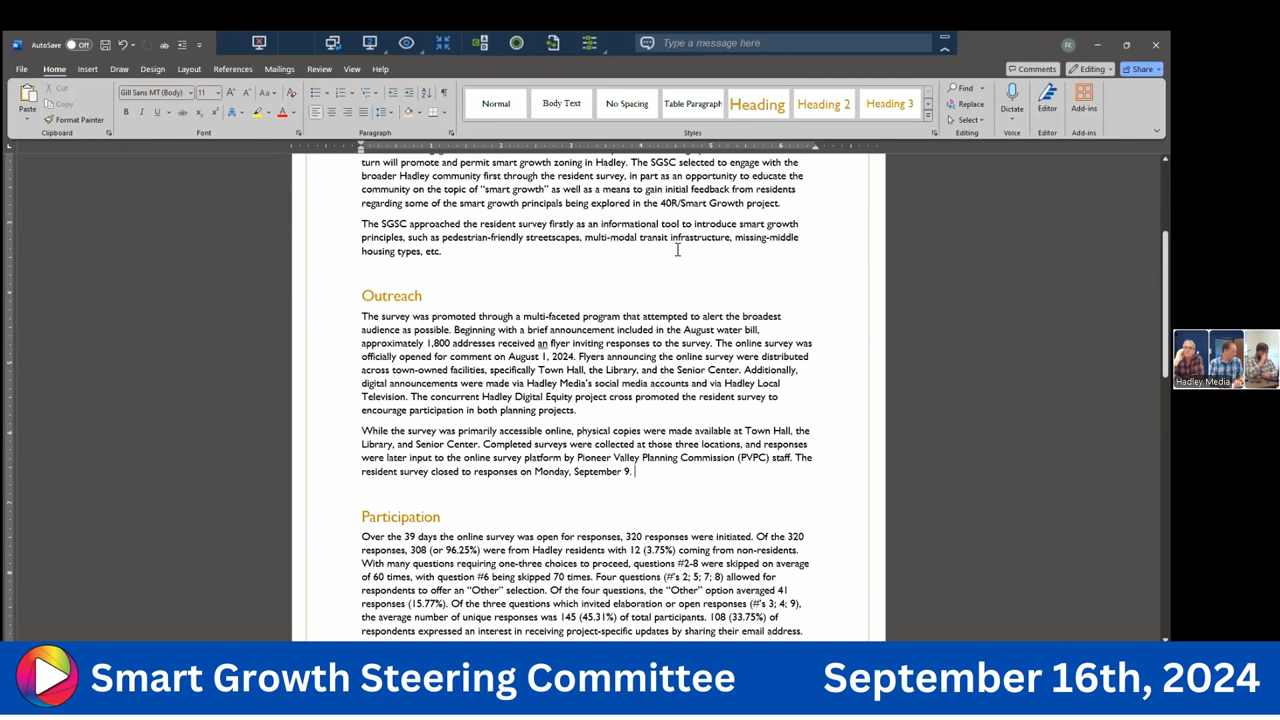 AutoSave Off
Type a message here
FK
File Home Insert Draw Design Layout References Mailings Review View Help
Comments Editing Share
Paste
Cut
Copy
Format Painter
Clipboard
Gill Sans MT (Body) 11
Font
Paragraph
Normal Body Text No Spacing Table Paragraph Heading Heading 2 Heading 3
Styles
Find
Replace
Select
Editing
Dictate
Voice
Editor
Editor
Add-ins
Add-ins
turn will promote and permit smart growth zoning in Hadley. The SGSC selected to engage with the
broader Hadley community first through the resident survey, in part as an opportunity to educate the
community on the topic of “smart growth” as well as a means to gain initial feedback from residents
regarding some of the smart growth principals being explored in the 40R/Smart Growth project.
The SGSC approached the resident survey firstly as an informational tool to introduce smart growth
principles, such as pedestrian-friendly streetscapes, multi-modal transit infrastructure, missing-middle
housing types, etc.
Outreach
The survey was promoted through a multi-faceted program that attempted to alert the broadest
audience as possible. Beginning with a brief announcement included in the August water bill,
approximately 1,800 addresses received an flyer inviting responses to the survey. The online survey was
officially opened for comment on August 1, 2024. Flyers announcing the online survey were distributed
across town-owned facilities, specifically Town Hall, the Library, and the Senior Center. Additionally,
digital announcements were made via Hadley Media’s social media accounts and via Hadley Local
Television. The concurrent Hadley Digital Equity project cross promoted the resident survey to
encourage participation in both planning projects.
While the survey was primarily accessible online, physical copies were made available at Town Hall, the
Library, and Senior Center. Completed surveys were collected at those three locations, and responses
were later input to the online survey platform by Pioneer Valley Planning Commission (PVPC) staff. The
resident survey closed to responses on Monday, September 9.
Participation
Over the 39 days the online survey was open for responses, 320 responses were initiated. Of the 320
responses, 308 (or 96.25%) were from Hadley residents with 12 (3.75%) coming from non-residents.
With many questions requiring one-three choices to proceed, questions #2-8 were skipped on average
of 60 times, with question #6 being skipped 70 times. Four questions (#’s 2; 5; 7; 8) allowed for
respondents to offer an “Other” selection. Of the four questions, the “Other” option averaged 41
responses (15.77%). Of the three questions which invited elaboration or open responses (#’s 3; 4; 9),
the average number of unique responses was 145 (45.31%) of total participants. 108 (33.75%) of
respondents expressed an interest in receiving project-specific updates by sharing their email address.
Hadley Media
Smart Growth Steering Committee September 16th, 2024